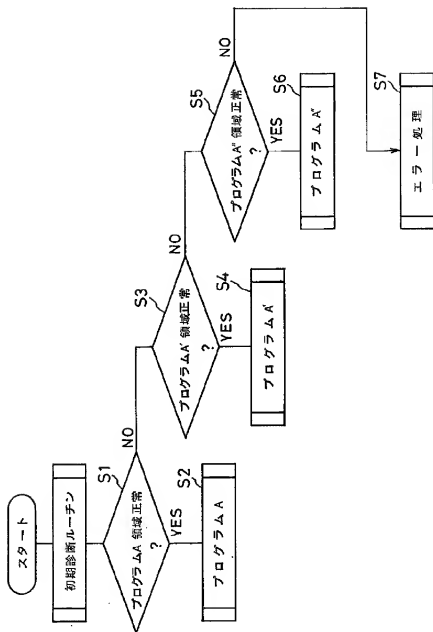 スタート
初期診断ルーチン
S1
プログラムA 領域正常
?
NO
YES
S2
プログラムA
S3
プログラムA' 領域正常
?
NO
YES
S4
プログラムA'
S5
プログラムA'' 領域正常
?
NO
YES
S6
プログラムA''
S7
エラー処理